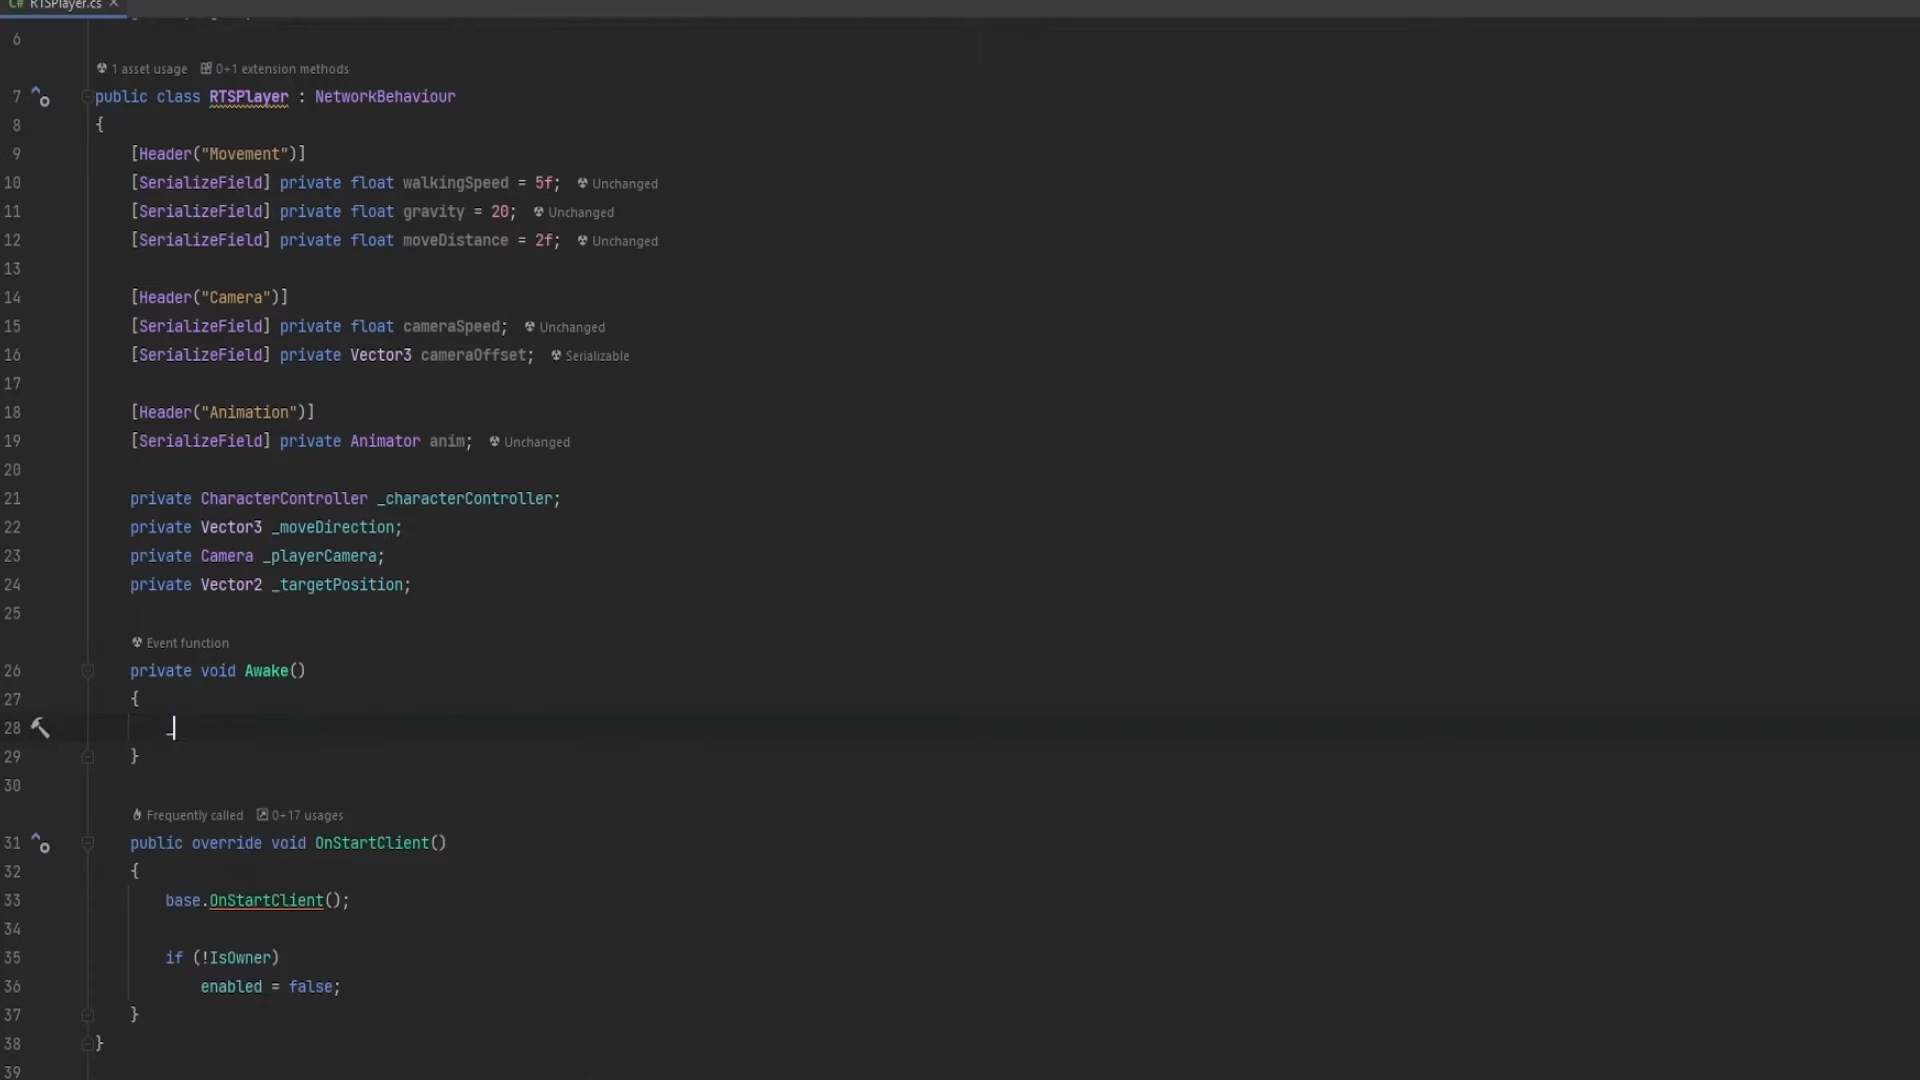 C# RTSPlayer.cs ×
6
1 asset usage 0+1 extension methods
7 public class RTSPlayer : NetworkBehaviour
8 {
9 [Header("Movement")]
10 [SerializeField] private float walkingSpeed = 5f; Unchanged
11 [SerializeField] private float gravity = 20; Unchanged
12 [SerializeField] private float moveDistance = 2f; Unchanged
13
14 [Header("Camera")]
15 [SerializeField] private float cameraSpeed; Unchanged
16 [SerializeField] private Vector3 cameraOffset; Serializable
17
18 [Header("Animation")]
19 [SerializeField] private Animator anim; Unchanged
20
21 private CharacterController _characterController;
22 private Vector3 _moveDirection;
23 private Camera _playerCamera;
24 private Vector2 _targetPosition;
25
Event function
26 private void Awake()
27 {
28 _
29 }
30
Frequently called 0+17 usages
31 public override void OnStartClient()
32 {
33 base.OnStartClient();
34
35 if (!IsOwner)
36 enabled = false;
37 }
38 }
39